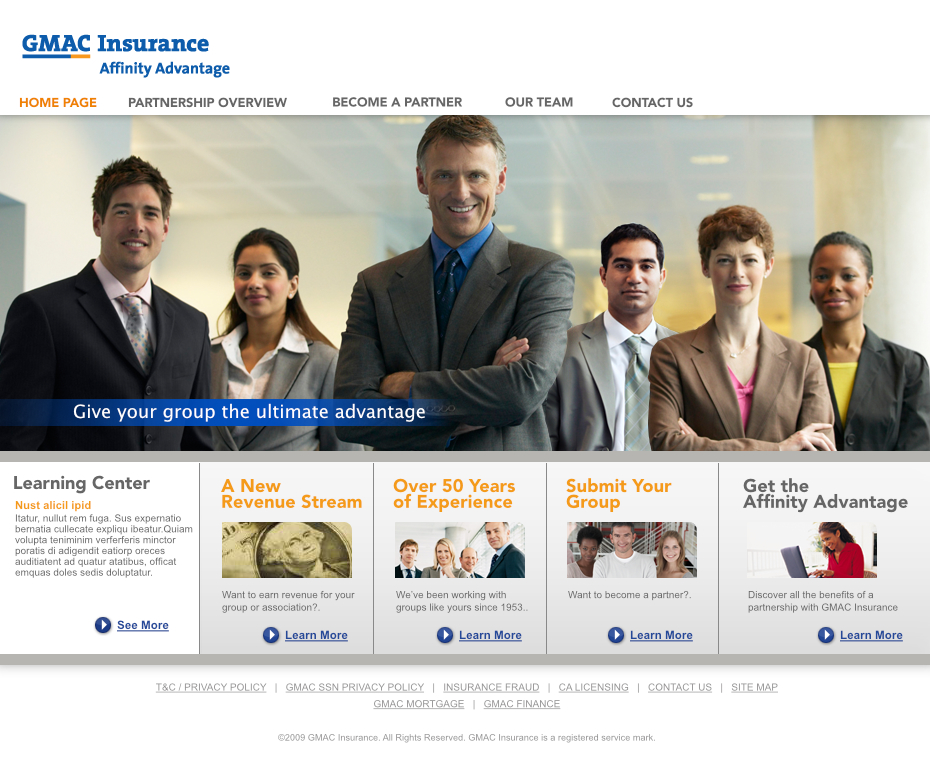 GMAC Insurance
Affinity Advantage
HOME PAGE PARTNERSHIP OVERVIEW BECOME A PARTNER OUR TEAM CONTACT US
Give your group the ultimate advantage
Learning Center
Nust alicil ipid
Itatur, nullut rem fuga. Sus expernatio
bernatia cullecate expliqu ibeatur.Quiam
volupta teniminim verferferis minctor
poratis di adigendit eatiorp oreces
auditiatent ad quatur atatibus, officat
emquas doles sedis doluptatur.
See More
A New
Revenue Stream
Want to earn revenue for your
group or association?.
Learn More
Over 50 Years
of Experience
We've been working with
groups like yours since 1953..
Learn More
Submit Your
Group
Want to become a partner?.
Learn More
Get the
Affinity Advantage
Discover all the benefits of a
partnership with GMAC Insurance
Learn More
T&C / PRIVACY POLICY | GMAC SSN PRIVACY POLICY | INSURANCE FRAUD | CA LICENSING | CONTACT US | SITE MAP
GMAC MORTGAGE | GMAC FINANCE
©2009 GMAC Insurance. All Rights Reserved. GMAC Insurance is a registered service mark.